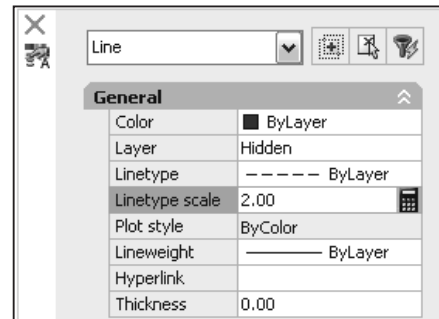 Line
General
Color ByLayer
Layer Hidden
Linetype ByLayer
Linetype scale 2.00
Plot style ByColor
Lineweight ByLayer
Hyperlink
Thickness 0.00